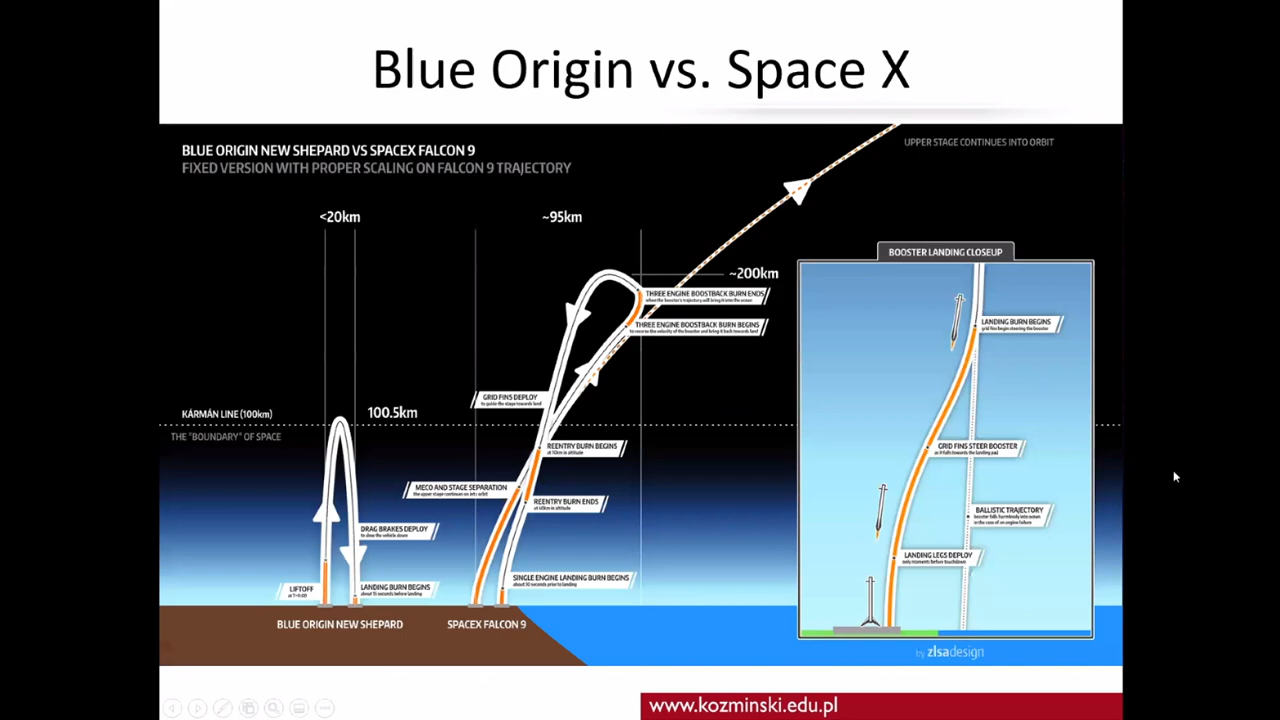 Blue Origin vs. Space X
BLUE ORIGIN NEW SHEPARD VS SPACEX FALCON 9
FIXED VERSION WITH PROPER SCALING ON FALCON 9 TRAJECTORY
UPPER STAGE CONTINUES INTO ORBIT
<20km
~95km
~200km
THREE ENGINE BOOSTBACK BURN ENDS
when the booster's trajectory will bring it into the ocean
THREE ENGINE BOOSTBACK BURN BEGINS
to reverse the velocity of the booster and bring it back towards land
GRID FINS DEPLOY
to guide the stage towards land
KÁRMÁN LINE (100km)
100.5km
THE "BOUNDARY" OF SPACE
REENTRY BURN BEGINS
at 70km in altitude
MECO AND STAGE SEPARATION
the upper stage continues on into orbit
REENTRY BURN ENDS
at 40km in altitude
DRAG BRAKES DEPLOY
to slow the vehicle down
LIFTOFF
at T+0:00
LANDING BURN BEGINS
about 15 seconds before landing
SINGLE ENGINE LANDING BURN BEGINS
about 30 seconds prior to landing
BLUE ORIGIN NEW SHEPARD
SPACEX FALCON 9
BOOSTER LANDING CLOSEUP
LANDING BURN BEGINS
grid fins begin steering the booster
GRID FINS STEER BOOSTER
as it falls towards the landing pad
BALLISTIC TRAJECTORY
booster falls harmlessly into ocean
in the case of an engine failure
LANDING LEGS DEPLOY
only moments before touchdown
by zlsadesign
www.kozminski.edu.pl